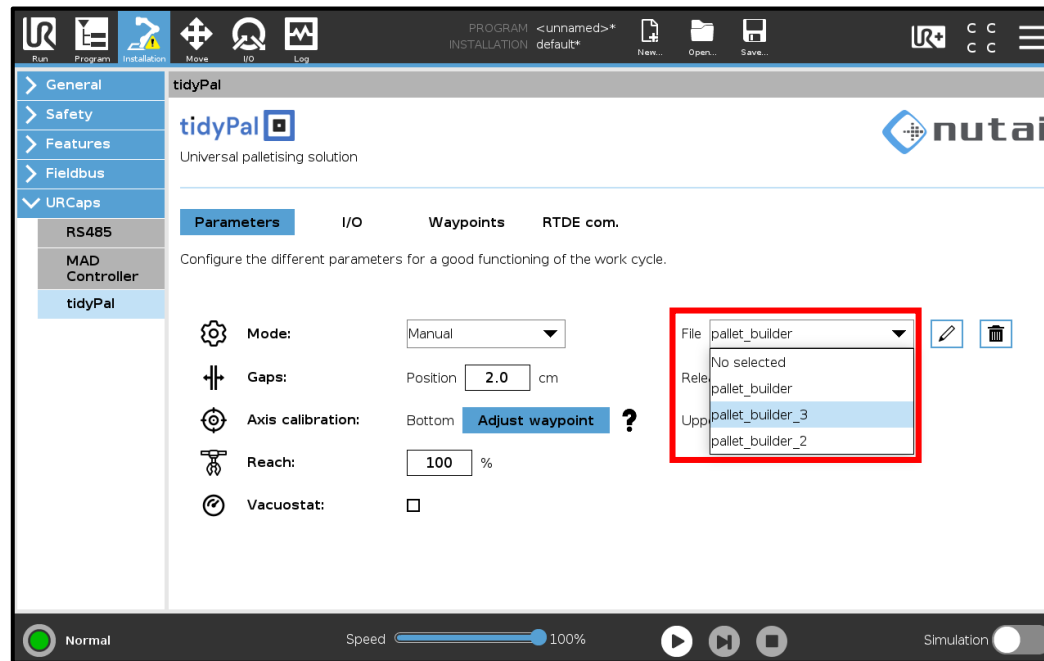 PROGRAM <unnamed>*
INSTALLATION default*
New... Open... Save...
UR+
C C
C C
Run Program Installation Move I/O Log
General
Safety
Features
Fieldbus
URCaps
RS485
MAD
Controller
tidyPal
tidyPal
tidyPal
nutai
Universal palletising solution
Parameters I/O Waypoints RTDE com.
Configure the different parameters for a good functioning of the work cycle.
Mode: Manual File pallet_builder
No selected
pallet_builder
pallet_builder_3
pallet_builder_2
Gaps: Position 2.0 cm Rele
Axis calibration: Bottom Adjust waypoint ? Uppe
Reach: 100 %
Vacuostat:
Normal Speed 100% Simulation